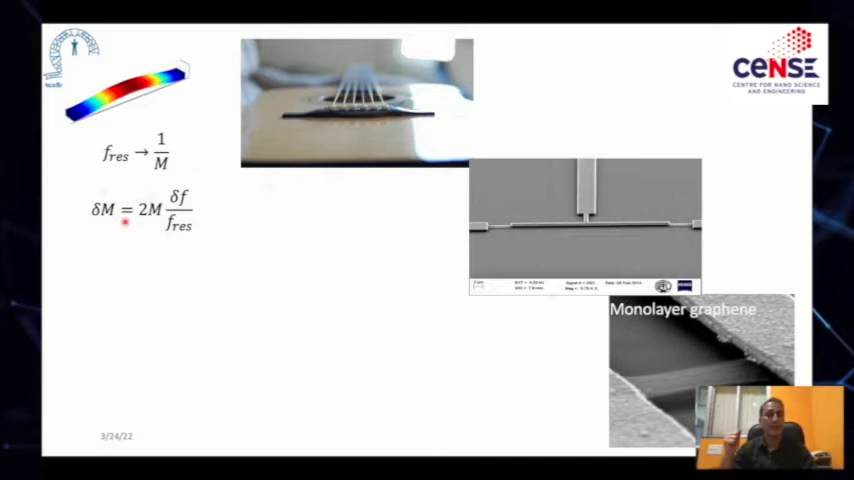 CeNSE
CENTRE FOR NANO SCIENCE
AND ENGINEERING
f_res → 1/M
δM = 2M δf/f_res
Monolayer graphene
3/24/22